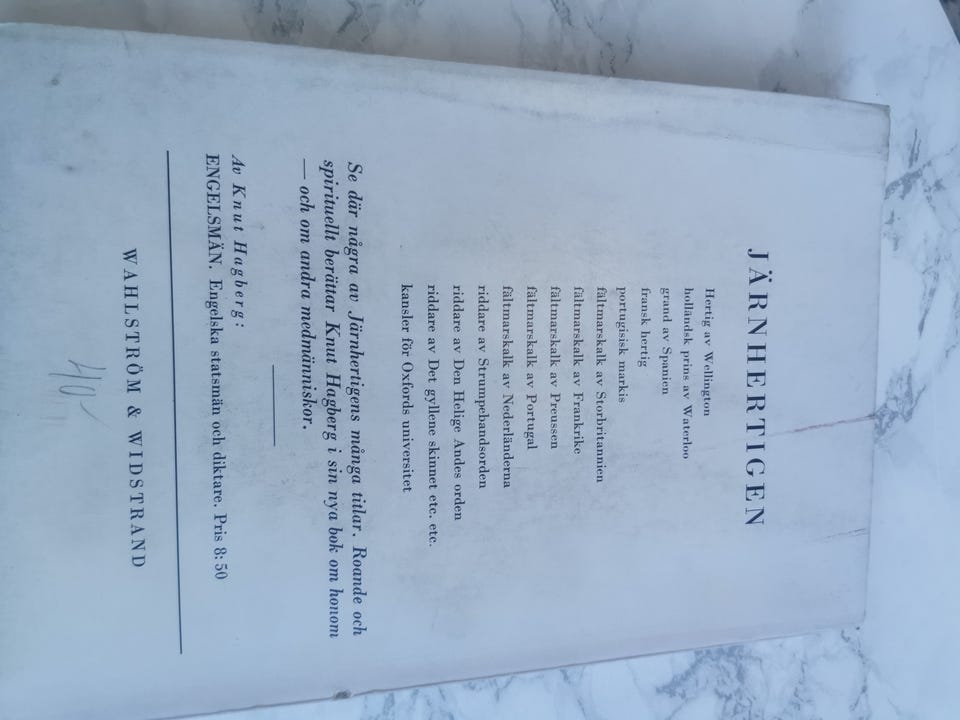 JÄRNHERTIGEN
Hertig av Wellington
holländsk prins av Waterloo
grand av Spanien
fransk hertig
portugisisk markis
fältmarskalk av Storbritannien
fältmarskalk av Frankrike
fältmarskalk av Preussen
fältmarskalk av Portugal
fältmarskalk av Nederländerna
riddare av Strumpebandsorden
riddare av Den Helige Andes orden
riddare av Det gyllene skinnet etc. etc.
kansler för Oxfords universitet
Se där några av Järnhertigens många titlar. Roande och
spirituellt berättar Knut Hagberg i sin nya bok om honom
— och om andra medmänniskor.
Av Knut Hagberg:
ENGELSMÄN. Engelska statsmän och diktare. Pris 8:50
WAHLSTRÖM & WIDSTRAND
40-